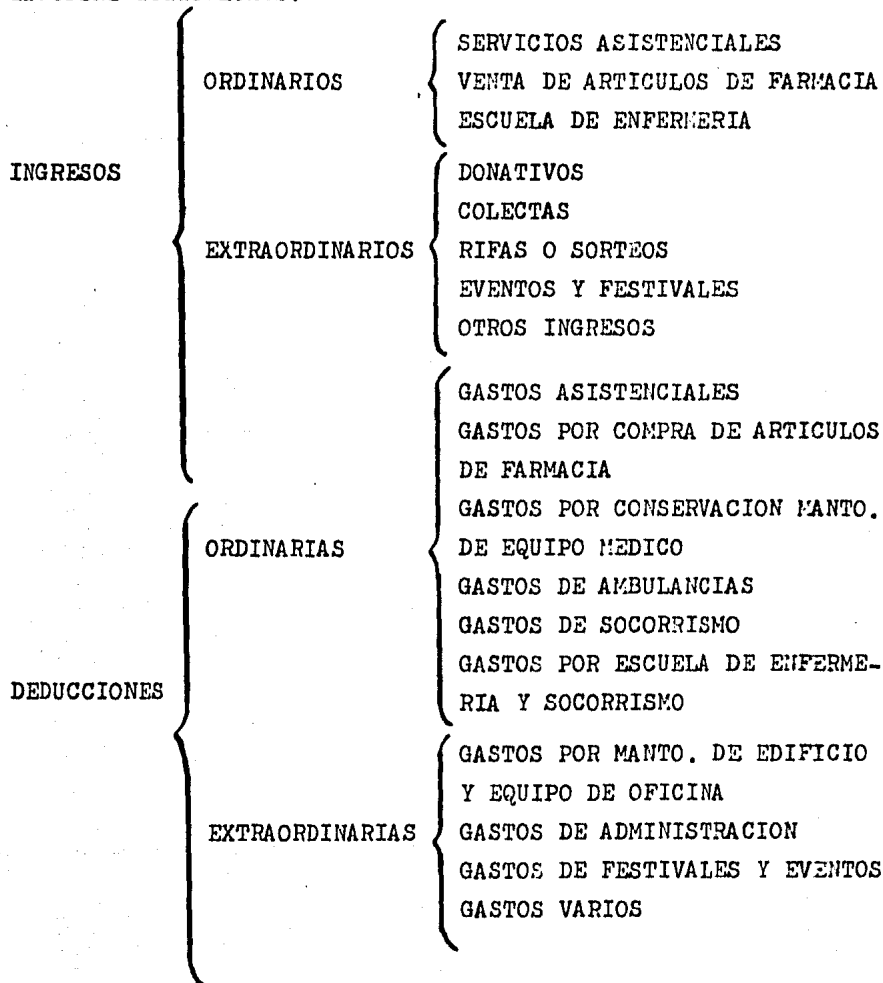 INGRESOS
ORDINARIOS
SERVICIOS ASISTENCIALES
VENTA DE ARTICULOS DE FARMACIA
ESCUELA DE ENFERMERIA
EXTRAORDINARIOS
DONATIVOS
COLECTAS
RIFAS O SORTEOS
EVENTOS Y FESTIVALES
OTROS INGRESOS
DEDUCCIONES
ORDINARIAS
GASTOS ASISTENCIALES
GASTOS POR COMPRA DE ARTICULOS
DE FARMACIA
GASTOS POR CONSERVACION MANTO.
DE EQUIPO MEDICO
GASTOS DE AMBULANCIAS
GASTOS DE SOCORRISMO
GASTOS POR ESCUELA DE ENFERME-
RIA Y SOCORRISMO
EXTRAORDINARIAS
GASTOS POR MANTO. DE EDIFICIO
Y EQUIPO DE OFICINA
GASTOS DE ADMINISTRACION
GASTOS DE FESTIVALES Y EVENTOS
GASTOS VARIOS